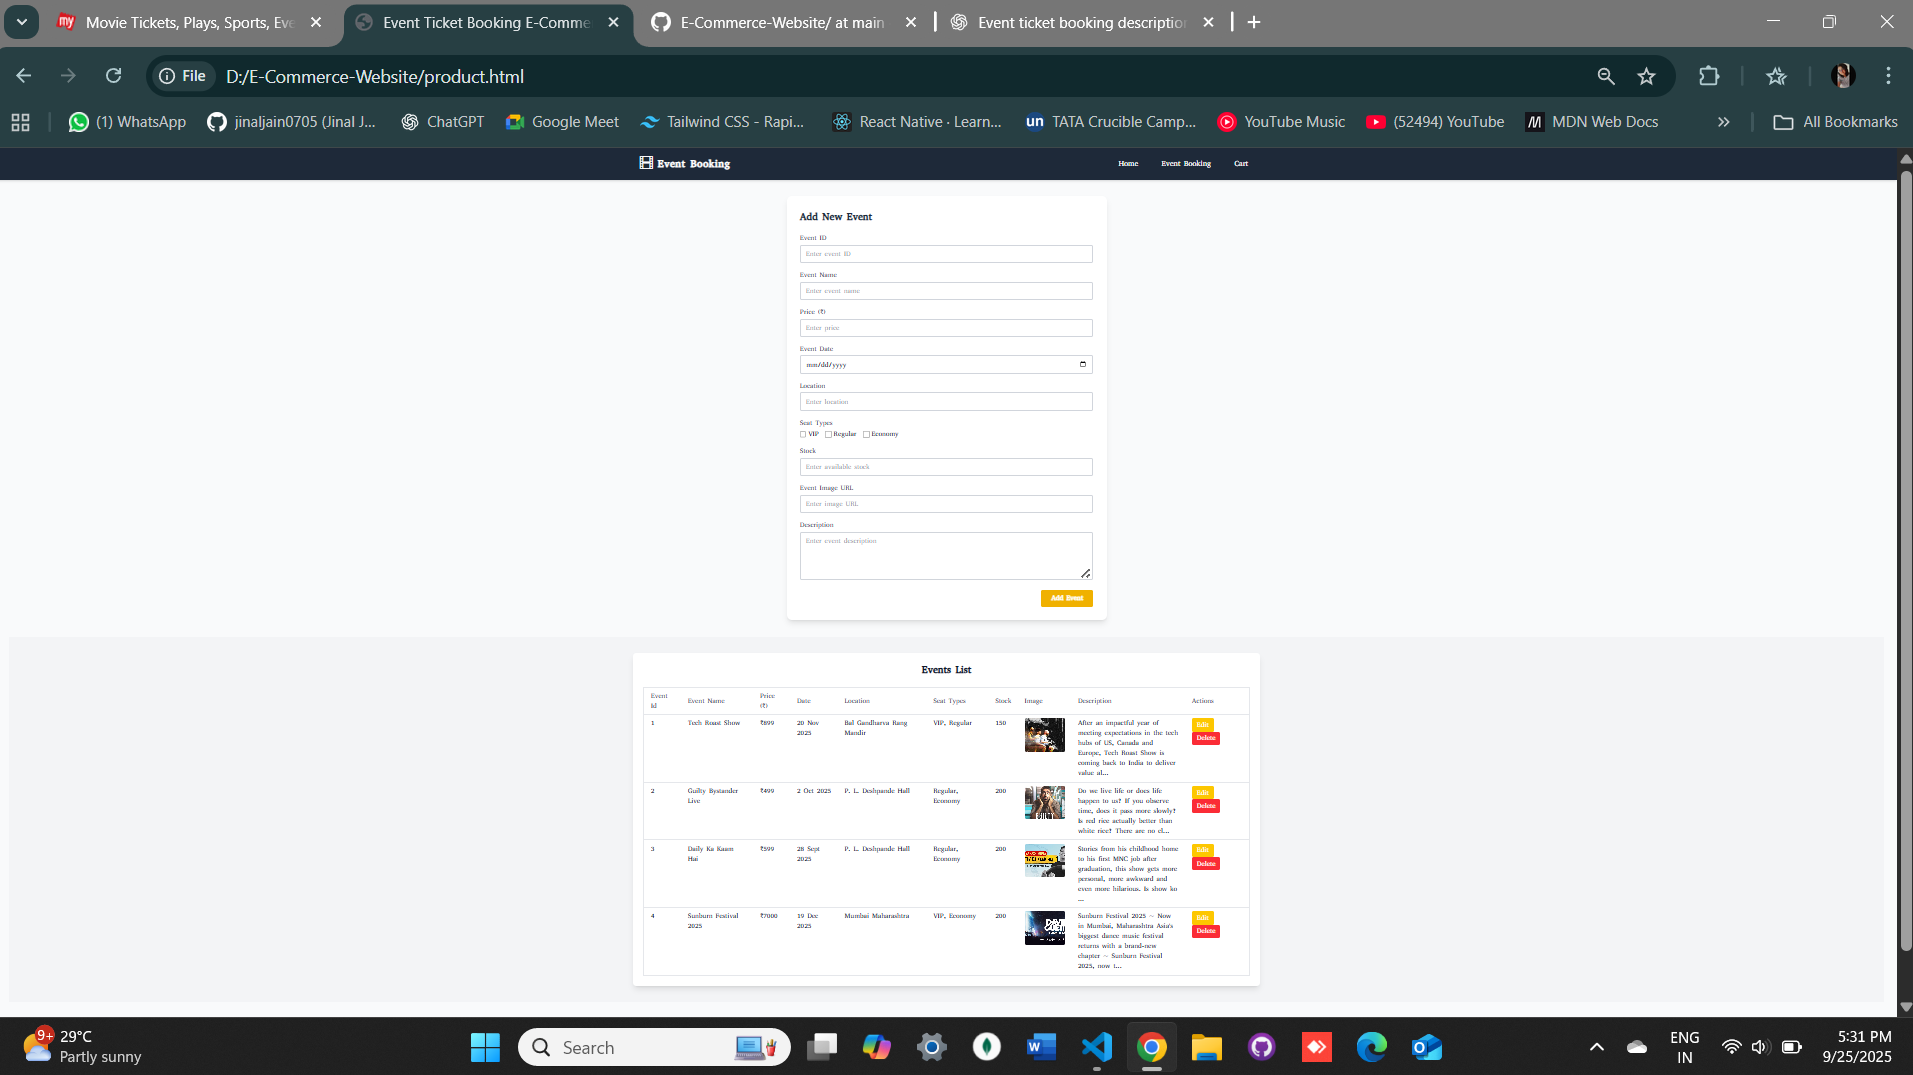 my Movie Tickets, Plays, Sports, Eve
Event Ticket Booking E-Comme
E-Commerce-Website/ at main
Event ticket booking description
File D:/E-Commerce-Website/product.html
(1) WhatsApp
jinaljain0705 (Jinal J...
ChatGPT
Google Meet
Tailwind CSS - Rapi...
React Native · Learn...
un TATA Crucible Camp...
YouTube Music
(52494) YouTube
M MDN Web Docs
All Bookmarks
Event Booking
Home Event Booking Cart
Add New Event
Event ID
Enter event ID
Event Name
Enter event name
Price (₹)
Enter price
Event Date
mm/dd/yyyy
Location
Enter location
Seat Types
VIP Regular Economy
Stock
Enter available stock
Event Image URL
Enter image URL
Description
Enter event description
Add Event
Events List
Event Id Event Name Price (₹) Date Location Seat Types Stock Image Description Actions
1 Tech Roast Show ₹899 20 Nov 2025 Bal Gandharva Rang Mandir VIP, Regular 150
After an impactful year of
meeting expectations in the tech
hubs of US, Canada and
Europe, Tech Roast Show is
coming back to India to deliver
value al...
Edit
Delete
2 Guilty Bystander Live ₹499 2 Oct 2025 P. L. Deshpande Hall Regular, Economy 200
Do we live life or does life
happen to us? If you observe
time, does it pass more slowly?
Is red rice actually better than
white rice? There are no cl...
Edit
Delete
3 Daily Ka Kaam Hai ₹599 28 Sept 2025 P. L. Deshpande Hall Regular, Economy 200
Stories from his childhood home
to his first MNC job after
graduation, this show gets more
personal, more awkward and
even more hilarious. Is show ko
...
Edit
Delete
4 Sunburn Festival 2025 ₹7000 19 Dec 2025 Mumbai Maharashtra VIP, Economy 200
Sunburn Festival 2025 – Now
in Mumbai, Maharashtra Asia's
biggest dance music festival
returns with a brand-new
chapter – Sunburn Festival
2025, now t...
Edit
Delete
9+
29°C
Partly sunny
Search
ENG
IN
5:31 PM
9/25/2025